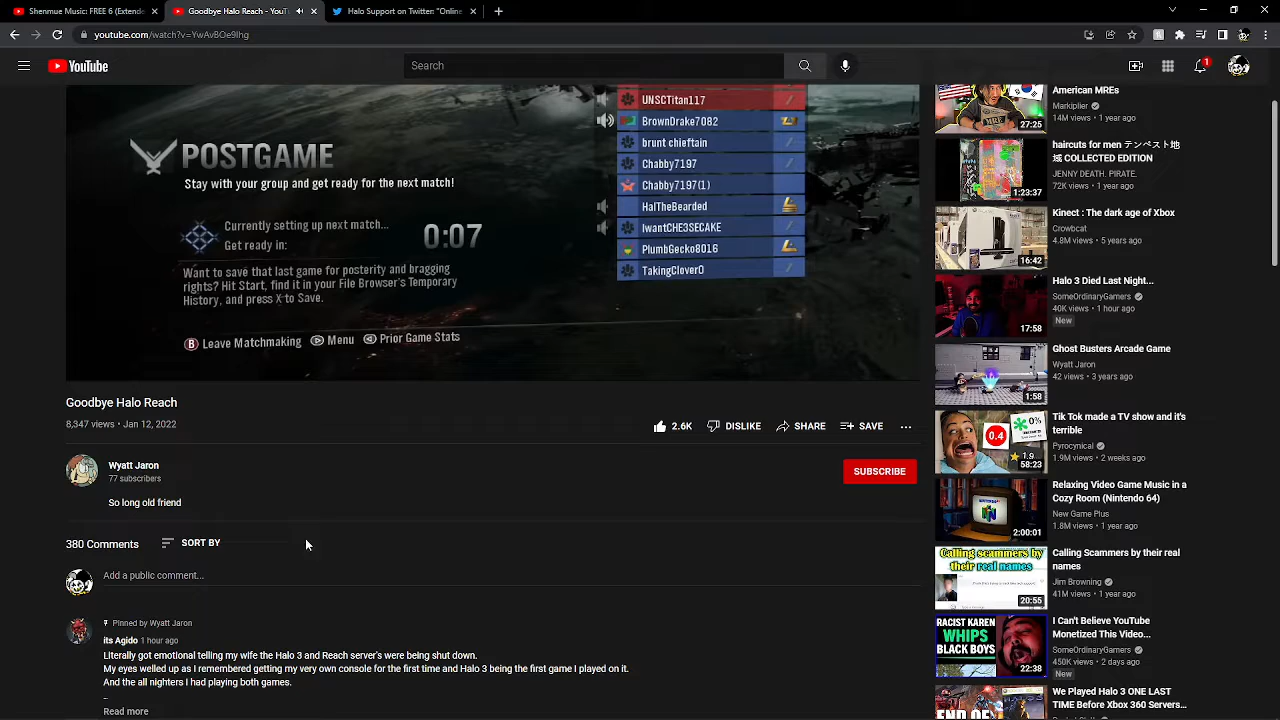 Shenmue Music: FREE 6 (Extende
Goodbye Halo Reach - YouT
Halo Support on Twitter: "Online
youtube.com/watch?v=YwAvBOe9Ihg
YouTube
Search
1
UNSCTitan117
BrownDrake7082
brunt chieftain
Chabby7197
Chabby7197(1)
HalTheBearded
IwantCHE3SECAKE
PlumbGecko8016
TakingClover0
POSTGAME
Stay with your group and get ready for the next match!
Currently setting up next match...
Get ready in:
0:07
Want to save that last game for posterity and bragging
rights? Hit Start, find it in your File Browser's Temporary
History, and press X to Save.
B Leave Matchmaking Menu Prior Game Stats
Goodbye Halo Reach
8,347 views • Jan 12, 2022
2.6K DISLIKE SHARE SAVE
Wyatt Jaron
77 subscribers
SUBSCRIBE
So long old friend
380 Comments SORT BY
Add a public comment...
Pinned by Wyatt Jaron
its Agido 1 hour ago
Literally got emotional telling my wife the Halo 3 and Reach server's were being shut down.
My eyes welled up as I remembered getting my very own console for the first time and Halo 3 being the first game I played on it.
And the all nighters I had playing both games.
Read more
American MREs
Markiplier
27:25
haircuts for men テンペスト地
域 COLLECTED EDITION
JENNY DEATH. PIRATE.
72K views • 1 year ago
1:23:37
Kinect : The dark age of Xbox
Crowbcat
4.8M views • 5 years ago
16:42
Halo 3 Died Last Night...
SomeOrdinaryGamers
40K views • 1 hour ago
New
17:58
Ghost Busters Arcade Game
Wyatt Jaron
42 views • 3 years ago
1:58
Tik Tok made a TV show and it's
terrible
Pyrocynical
1.9M views • 2 weeks ago
0.4
0%
1.9
58:23
Relaxing Video Game Music in a
Cozy Room (Nintendo 64)
New Game Plus
1.8M views • 1 year ago
2:00:01
Calling scammers by
their real names
Calling Scammers by their real
names
Jim Browning
41M views • 1 year ago
20:55
RACIST KAREN
WHIPS
BLACK BOYS
I Can't Believe YouTube
Monetized This Video...
SomeOrdinaryGamers
450K views • 2 days ago
New
22:38
We Played Halo 3 ONE LAST
TIME Before Xbox 360 Servers...